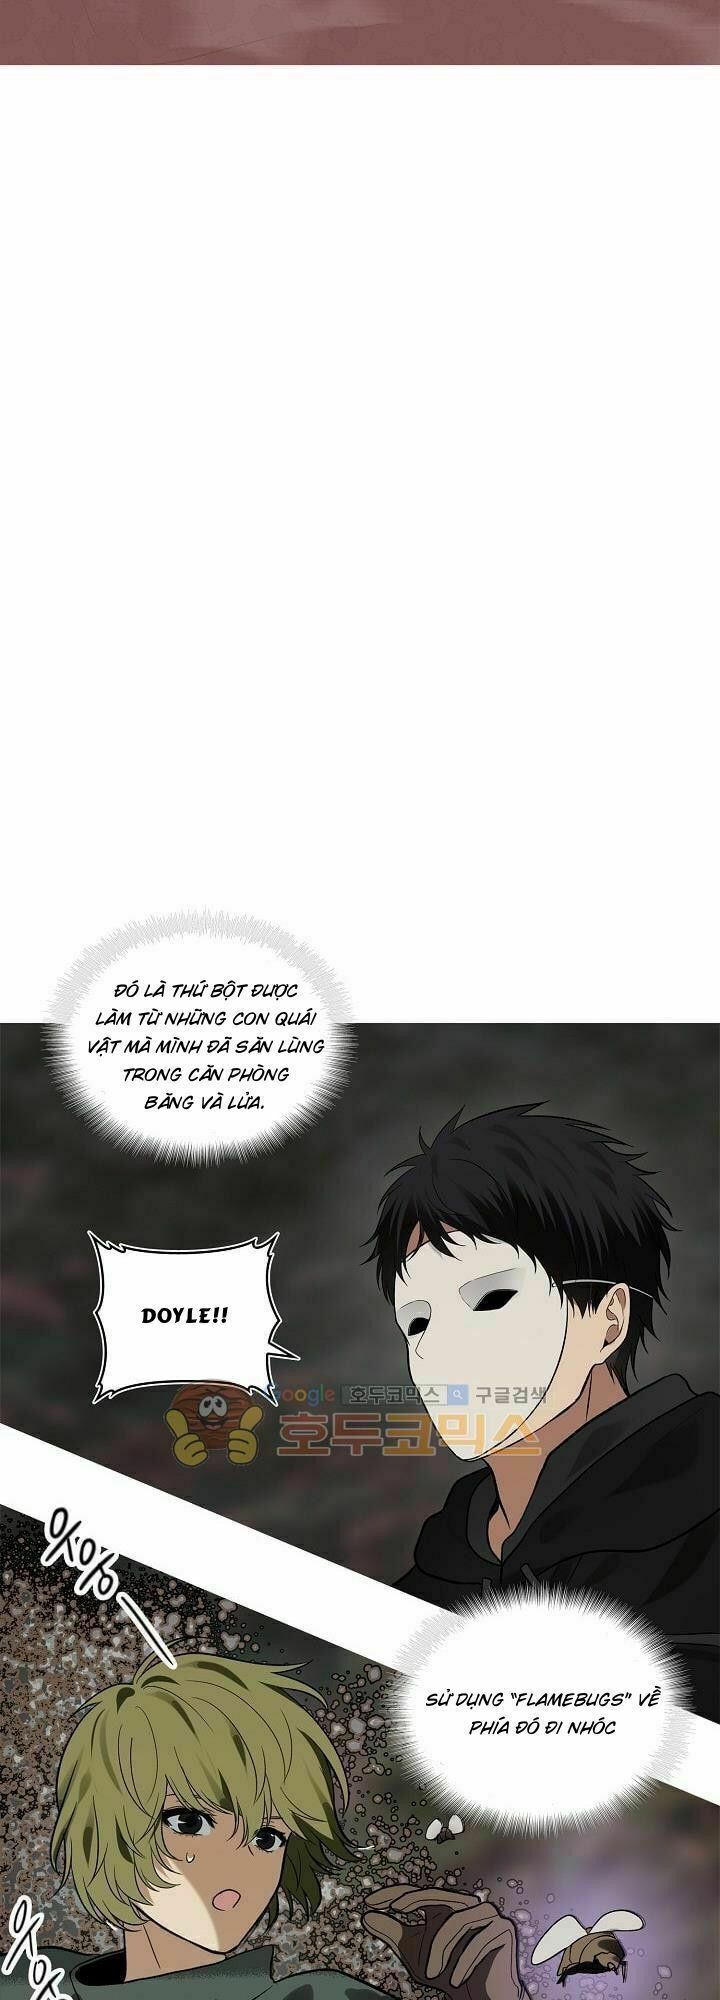 ĐÓ LÀ THỨ BỘT ĐƯỢC
LÀM TỪ NHỮNG CON QUÁI
VẬT MÀ MÌNH ĐÃ SĂN LÙNG
TRONG CĂN PHÒNG
BĂNG VÀ LỬA.
DOYLE!!
Google 호두코믹스 구글검색
호두코믹스
SỬ DỤNG "FLAMEBUGS" VỀ
PHÍA ĐÓ ĐI NHÓC